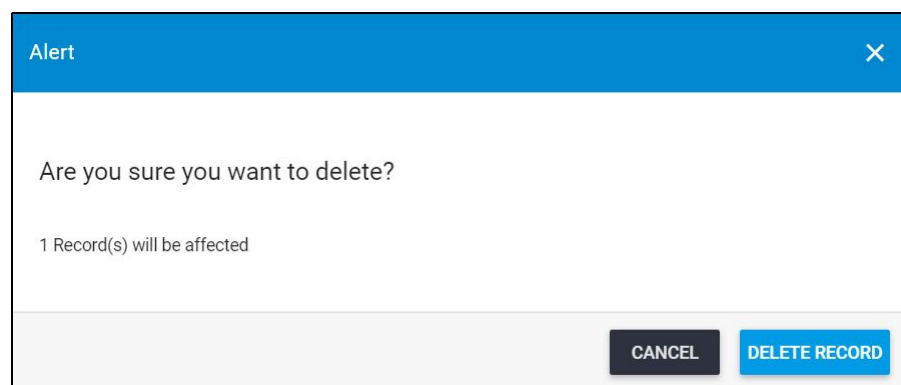 Alert
Are you sure you want to delete?
1 Record(s) will be affected
CANCEL DELETE RECORD